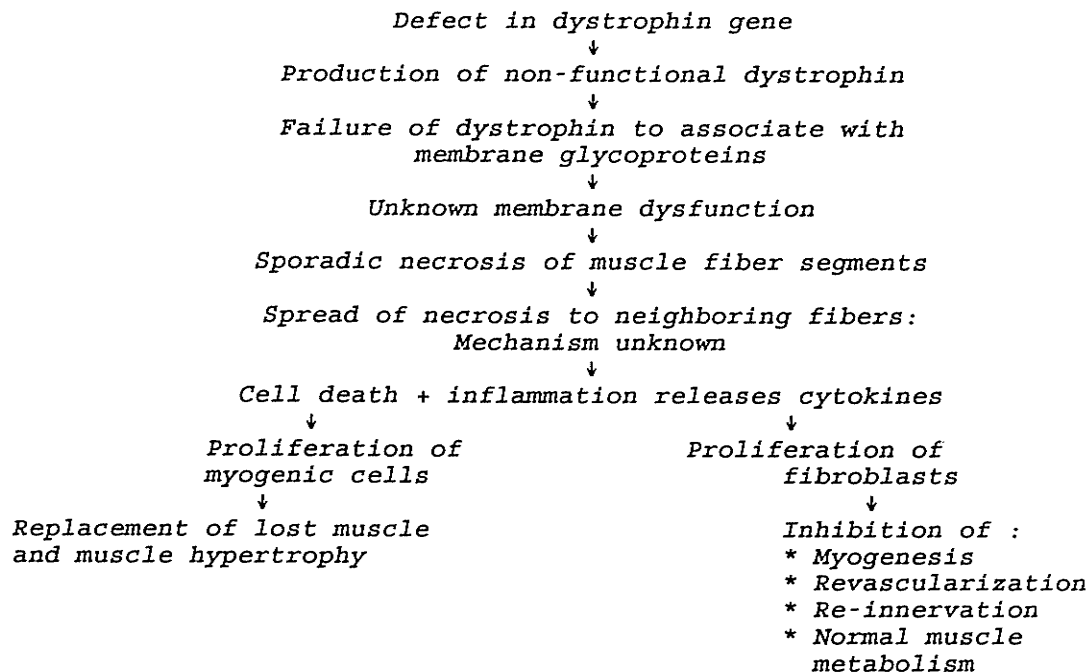 Defect in dystrophin gene
↓
Production of non-functional dystrophin
↓
Failure of dystrophin to associate with
membrane glycoproteins
↓
Unknown membrane dysfunction
↓
Sporadic necrosis of muscle fiber segments
↓
Spread of necrosis to neighboring fibers:
Mechanism unknown
↓
Cell death + inflammation releases cytokines
↓ ↓
Proliferation of
myogenic cells
↓
Replacement of lost muscle
and muscle hypertrophy
Proliferation of
fibroblasts
↓
Inhibition of :
* Myogenesis
* Revascularization
* Re-innervation
* Normal muscle
metabolism